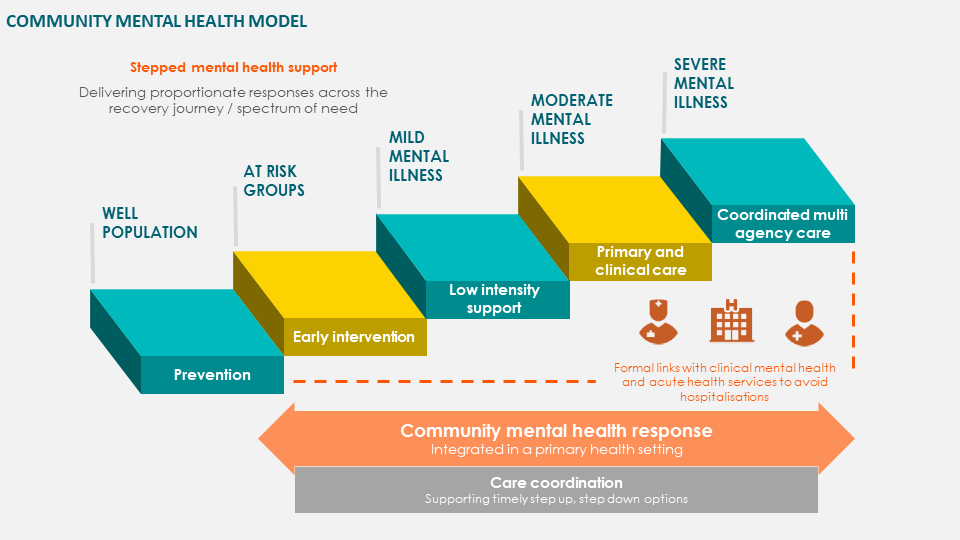 COMMUNITY MENTAL HEALTH MODEL
Stepped mental health support
Delivering proportionate responses across the
recovery journey / spectrum of need
WELL
POPULATION
AT RISK
GROUPS
MILD
MENTAL
ILLNESS
MODERATE
MENTAL
ILLNESS
SEVERE
MENTAL
ILLNESS
Prevention
Early intervention
Low intensity
support
Primary and
clinical care
Coordinated multi
agency care
Formal links with clinical mental health
and acute health services to avoid
hospitalisations
Community mental health response
Integrated in a primary health setting
Care coordination
Supporting timely step up, step down options